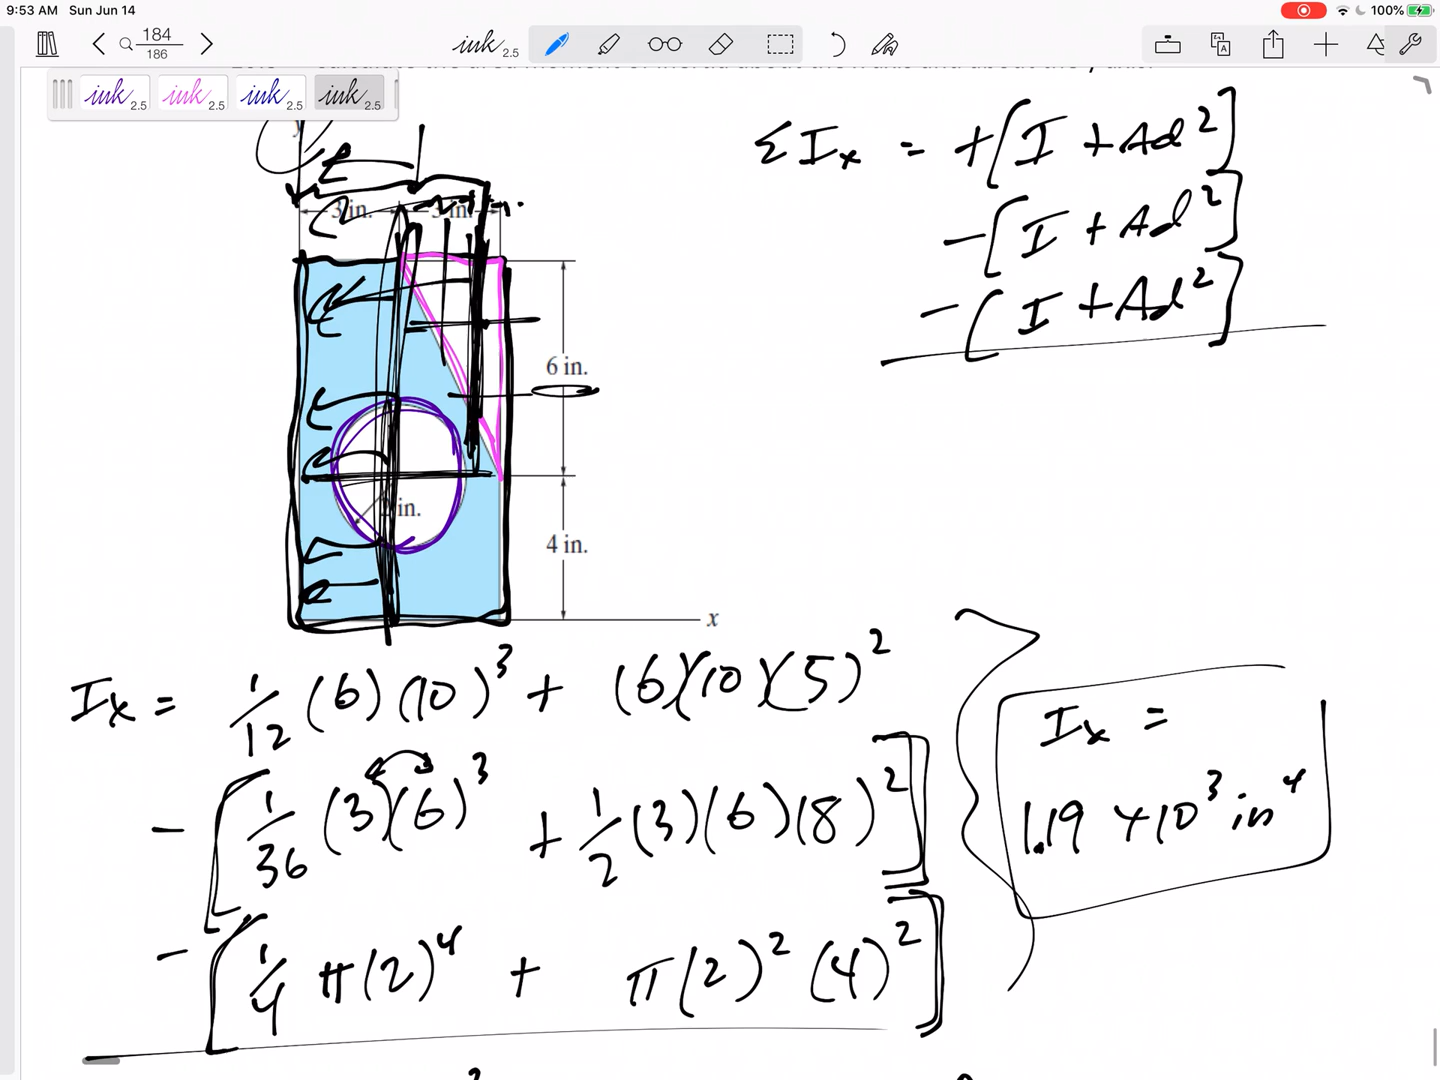 9:53 AM Sun Jun 14
100%
184
186
ink 2.5
ink 2.5 ink 2.5 ink 2.5 ink 2.5
y
3 in. 3 in.
6 in.
2 in.
4 in.
x
ΣIx = +[I + Ad²]
-[I + Ad²]
-[I + Ad²]
Ix = 1/12 (6)(10)³ + (6)(10)(5)²
- [1/36 (3)(6)³ + 1/2 (3)(6)(8)²]
- [1/4 π(2)⁴ + π(2)² (4)²]
Ix =
1.19 x10³ in⁴